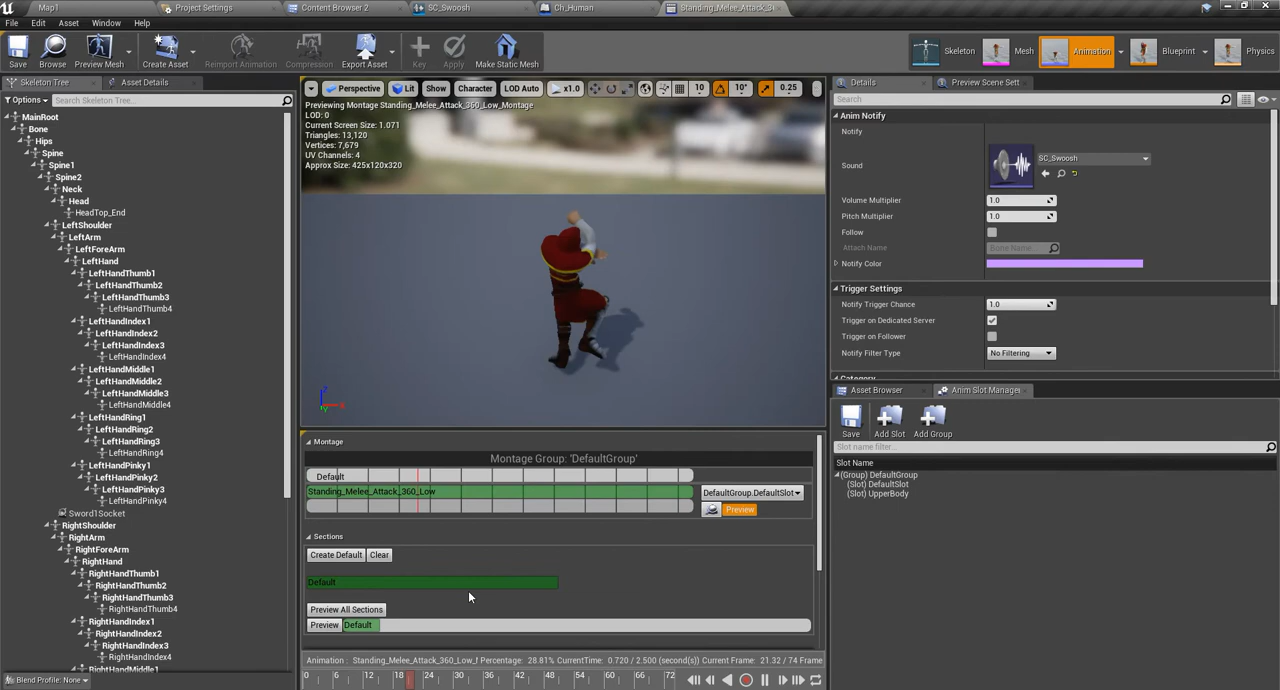 Map1
Project Settings
Content Browser 2
SC_Swoosh
Ch_Human
Standing_Melee_Attack_3
File Edit Asset Window Help
Save
Browse
Preview Mesh
Create Asset
Reimport Animation
Compression
Export Asset
Key
Apply
Make Static Mesh
Skeleton
Mesh
Animation
Blueprint
Physics
Skeleton Tree
Asset Details
Options
Search Skeleton Tree...
MainRoot
Bone
Hips
Spine
Spine1
Spine2
Neck
Head
HeadTop_End
LeftShoulder
LeftArm
LeftForeArm
LeftHand
LeftHandThumb1
LeftHandThumb2
LeftHandThumb3
LeftHandThumb4
LeftHandIndex1
LeftHandIndex2
LeftHandIndex3
LeftHandIndex4
LeftHandMiddle1
LeftHandMiddle2
LeftHandMiddle3
LeftHandMiddle4
LeftHandRing1
LeftHandRing2
LeftHandRing3
LeftHandRing4
LeftHandPinky1
LeftHandPinky2
LeftHandPinky3
LeftHandPinky4
Sword1Socket
RightShoulder
RightArm
RightForeArm
RightHand
RightHandThumb1
RightHandThumb2
RightHandThumb3
RightHandThumb4
RightHandIndex1
RightHandIndex2
RightHandIndex3
RightHandIndex4
RightHandMiddle1
Blend Profile: None
Perspective Lit Show Character LOD Auto x1.0 10 10° 0.25
Previewing Montage Standing_Melee_Attack_360_Low_Montage
LOD: 0
Current Screen Size: 1.071
Triangles: 13,120
Vertices: 7,679
UV Channels: 4
Approx Size: 425x120x320
Z
X
Y
Montage
Montage Group: 'DefaultGroup'
Default
Standing_Melee_Attack_360_Low
DefaultGroup.DefaultSlot
Preview
Sections
Create Default Clear
Default
Preview All Sections
Preview Default
Animation : Standing_Melee_Attack_360_Low_M Percentage: 28.81% CurrentTime: 0.720 / 2.500 (second(s)) Current Frame: 21.32 / 74 Frame
0 6 12 18 24 30 36 42 48 54 60 66 72
Details
Preview Scene Sett
Search
Anim Notify
Notify
Sound
SC_Swoosh
Volume Multiplier 1.0
Pitch Multiplier 1.0
Follow
Attach Name Bone Name
Notify Color
Trigger Settings
Notify Trigger Chance 1.0
Trigger on Dedicated Server
Trigger on Follower
Notify Filter Type No Filtering
Category
Asset Browser
Anim Slot Manager
Save
Add Slot
Add Group
Slot name filter...
Slot Name
(Group) DefaultGroup
(Slot) DefaultSlot
(Slot) UpperBody